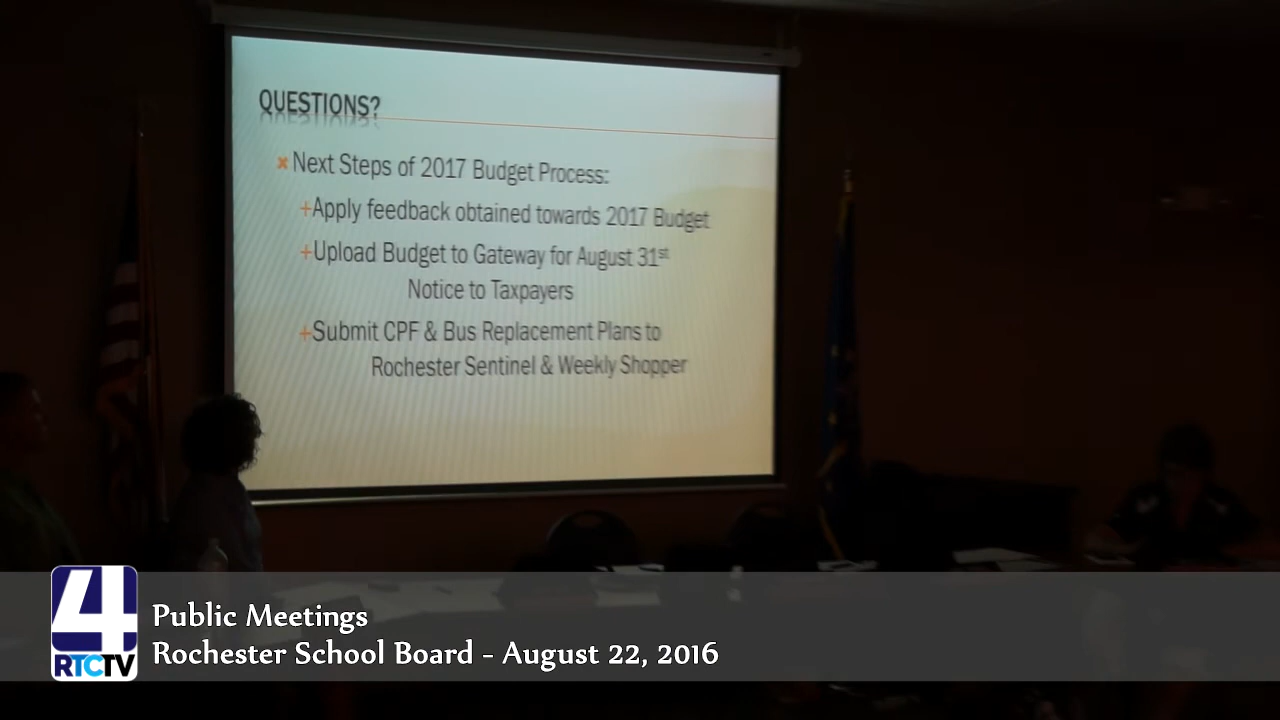 QUESTIONS?
Next Steps of 2017 Budget Process:
Apply feedback obtained towards 2017 Budget
Upload Budget to Gateway for August 31st
Notice to Taxpayers
Submit CPF & Bus Replacement Plans to
Rochester Sentinel & Weekly Shopper
4
RTCTV
Public Meetings
Rochester School Board - August 22, 2016